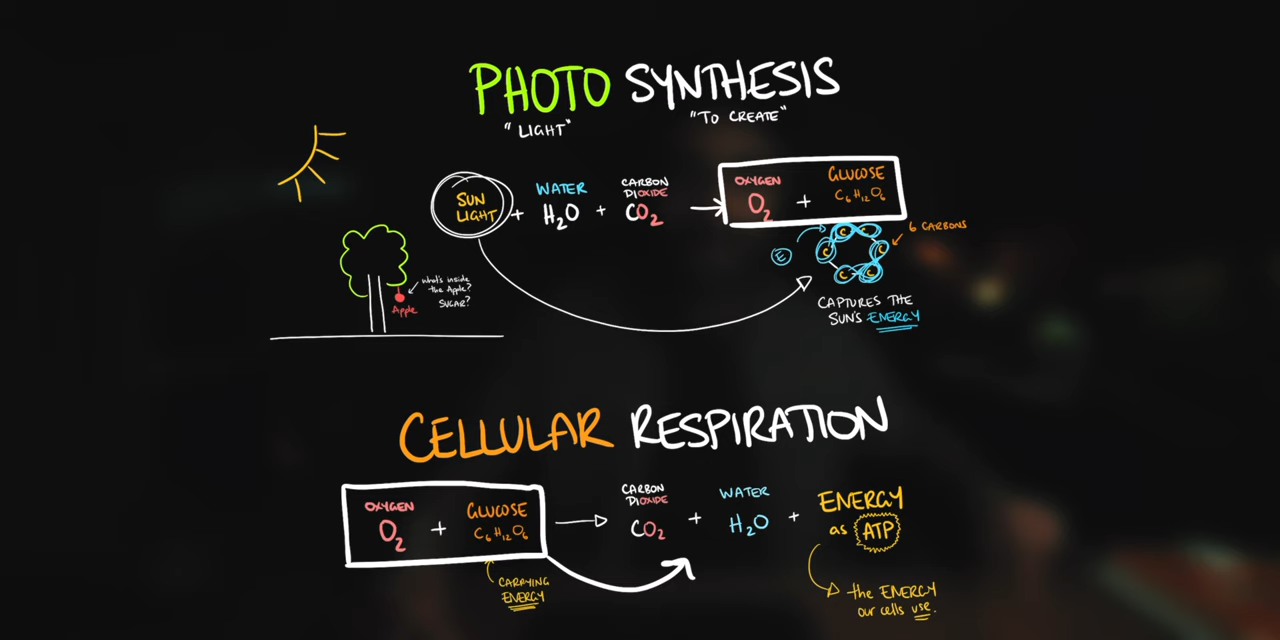 PHOTO SYNTHESIS
"LIGHT" "TO CREATE"
SUN
LIGHT
+
WATER
H₂O
+
CARBON
DIOXIDE
CO₂
OXYGEN
O₂
+
GLUCOSE
C₆H₁₂O₆
E
C C C C C C
6 CARBONS
CAPTURES THE
SUN'S ENERGY
what's inside
the Apple?
SUGAR?
Apple
CELLULAR RESPIRATION
OXYGEN
O₂
+
GLUCOSE
C₆H₁₂O₆
CARRYING
ENERGY
CARBON
DIOXIDE
CO₂
+
WATER
H₂O
+
ENERGY
as ATP
the ENERGY
our cells use.